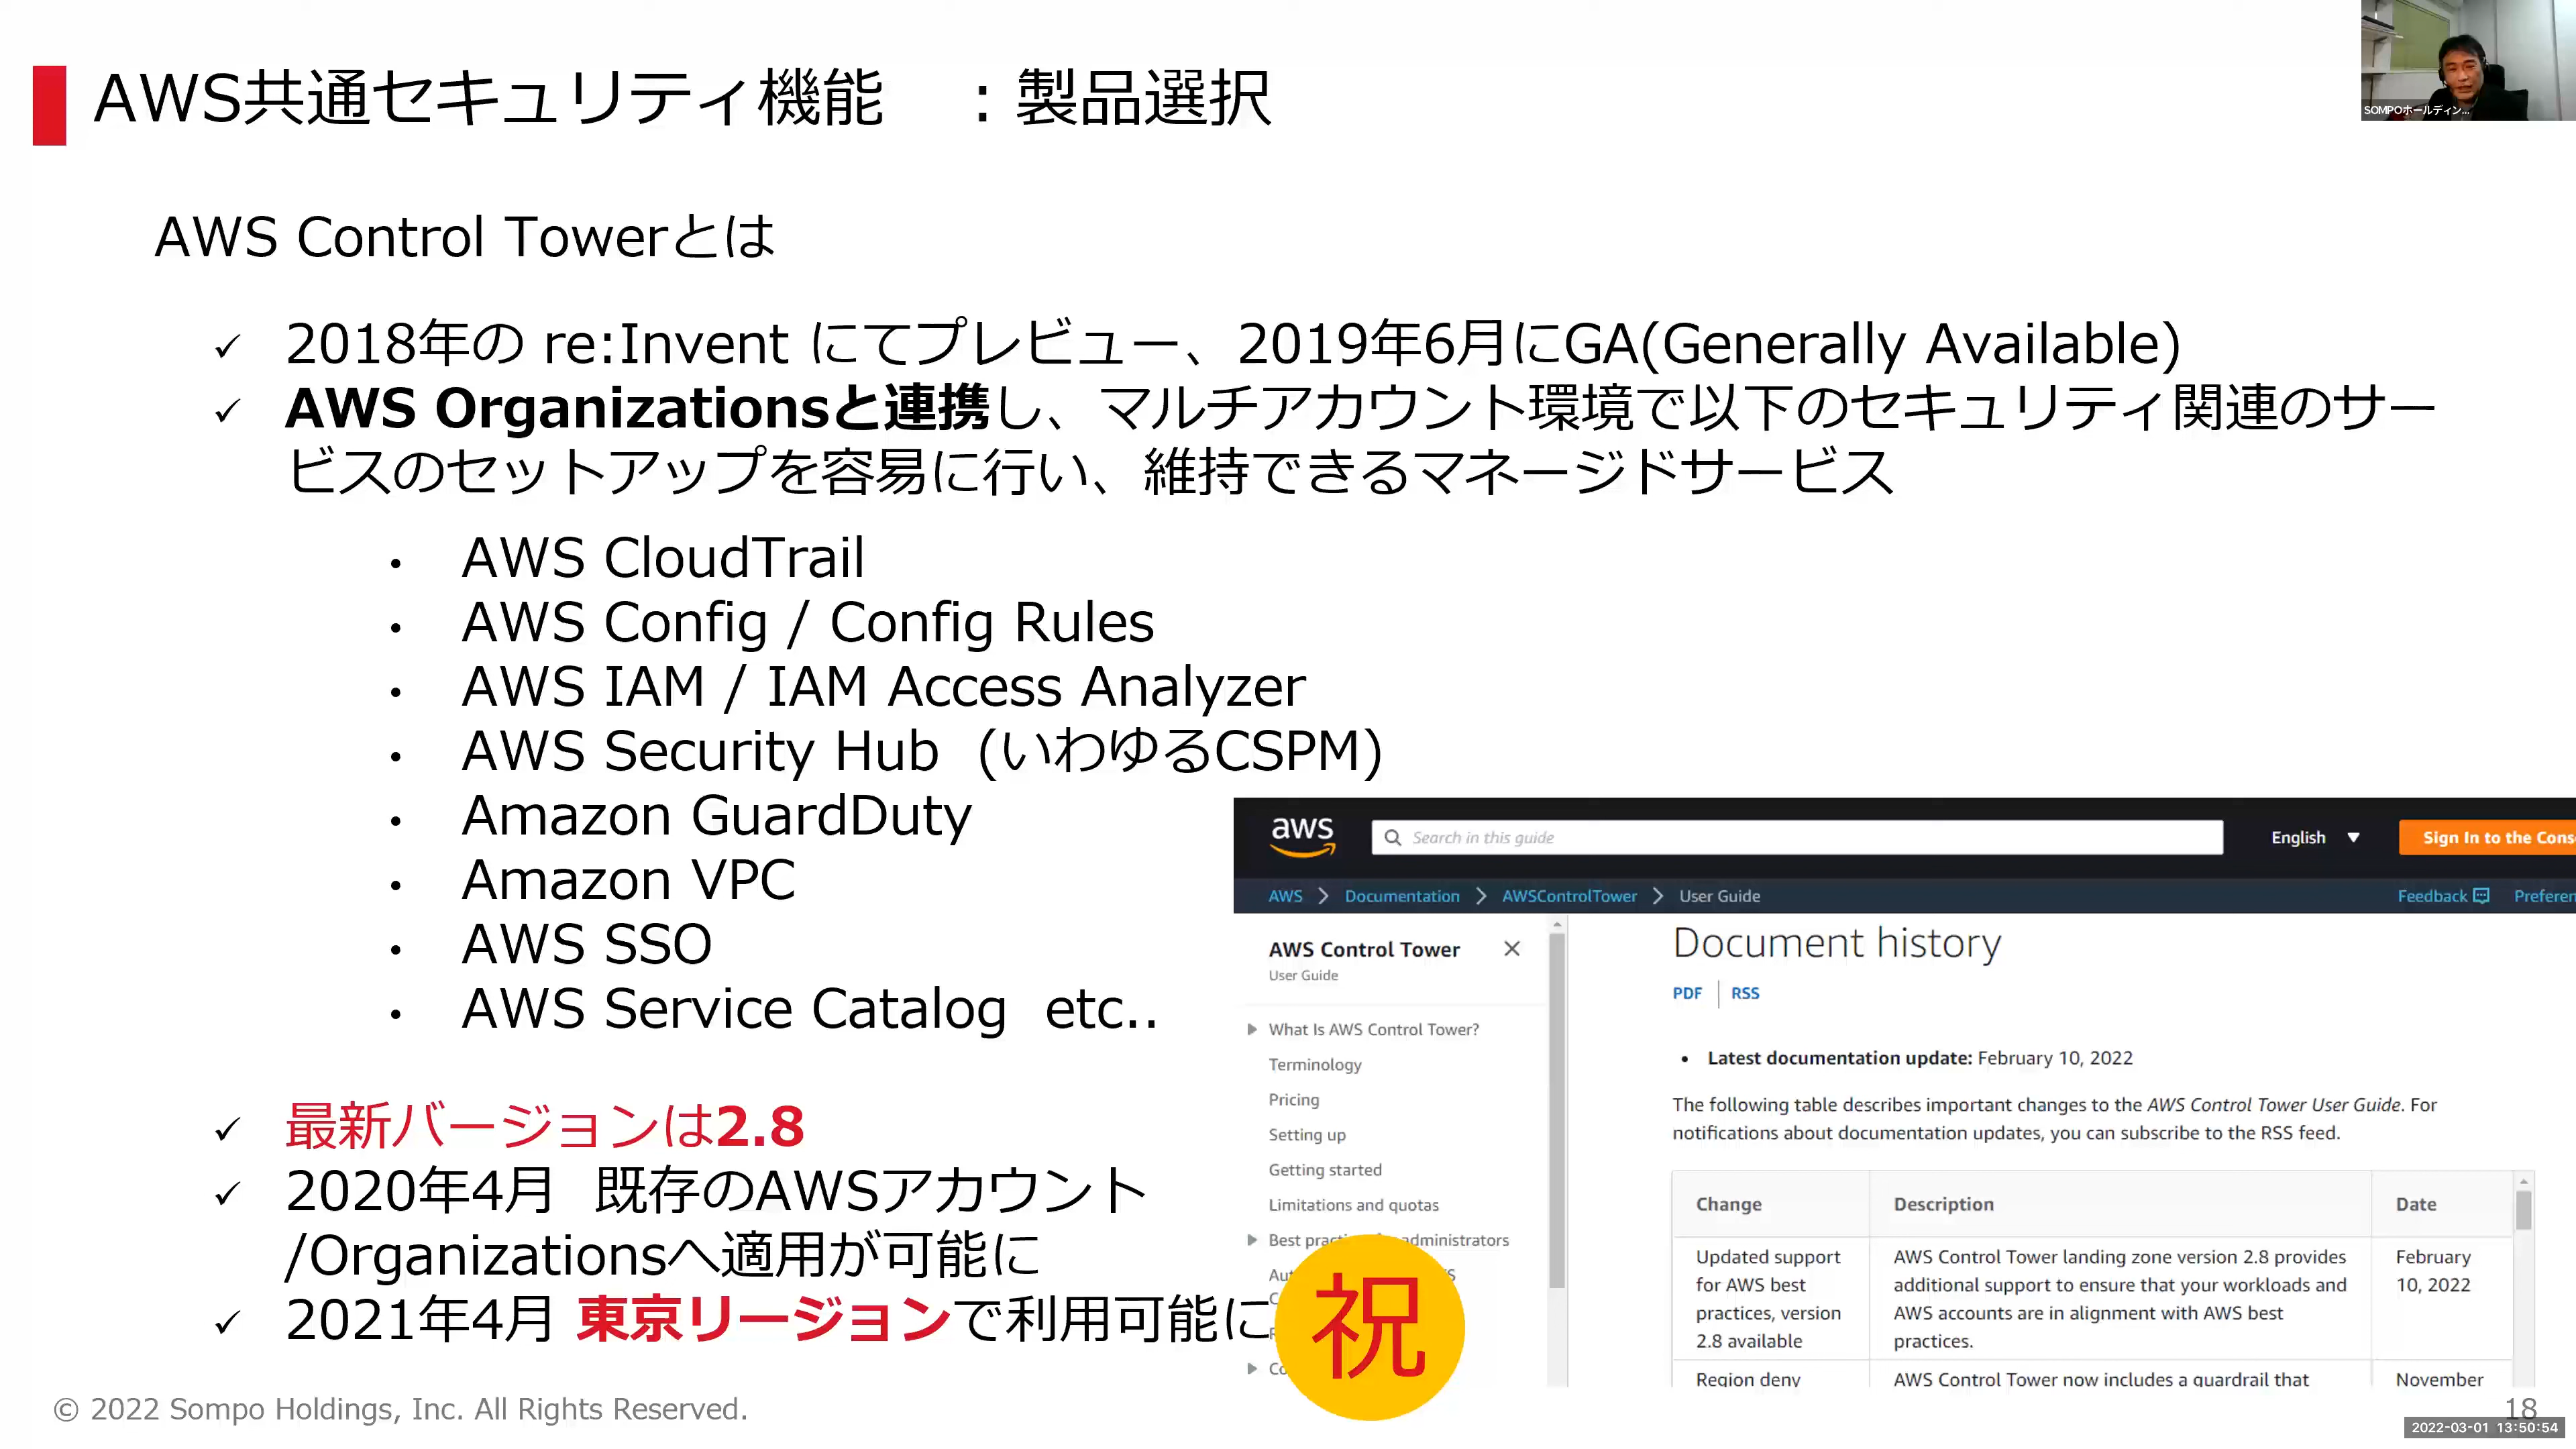 AWS共通セキュリティ機能　：製品選択
SOMPOホールディン...
AWS Control Towerとは
✓ 2018年の re:Invent にてプレビュー、2019年6月にGA(Generally Available)
✓ AWS Organizationsと連携し、マルチアカウント環境で以下のセキュリティ関連のサー
ビスのセットアップを容易に行い、維持できるマネージドサービス
• AWS CloudTrail
• AWS Config / Config Rules
• AWS IAM / IAM Access Analyzer
• AWS Security Hub (いわゆるCSPM)
• Amazon GuardDuty
• Amazon VPC
• AWS SSO
• AWS Service Catalog etc..
✓ 最新バージョンは2.8
✓ 2020年4月 既存のAWSアカウント
/Organizationsへ適用が可能に
✓ 2021年4月 東京リージョンで利用可能に
祝
aws
Search in this guide
English
Sign In to the Cons
AWS > Documentation > AWSControlTower > User Guide
Feedback
Preferen
AWS Control Tower
User Guide
What Is AWS Control Tower?
Terminology
Pricing
Setting up
Getting started
Limitations and quotas
Best administrators
Document history
PDF | RSS
• Latest documentation update: February 10, 2022
The following table describes important changes to the AWS Control Tower User Guide. For
notifications about documentation updates, you can subscribe to the RSS feed.
Change Description Date
Updated support AWS Control Tower landing zone version 2.8 provides February
for AWS best additional support to ensure that your workloads and 10, 2022
practices, version AWS accounts are in alignment with AWS best
2.8 available practices.
Region deny AWS Control Tower now includes a guardrail that November
© 2022 Sompo Holdings, Inc. All Rights Reserved.
18
2022-03-01 13:50:54